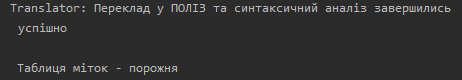 Translator: Переклад у ПОЛІЗ та синтаксичний аналіз завершились
успішно
Таблиця міток - порожня